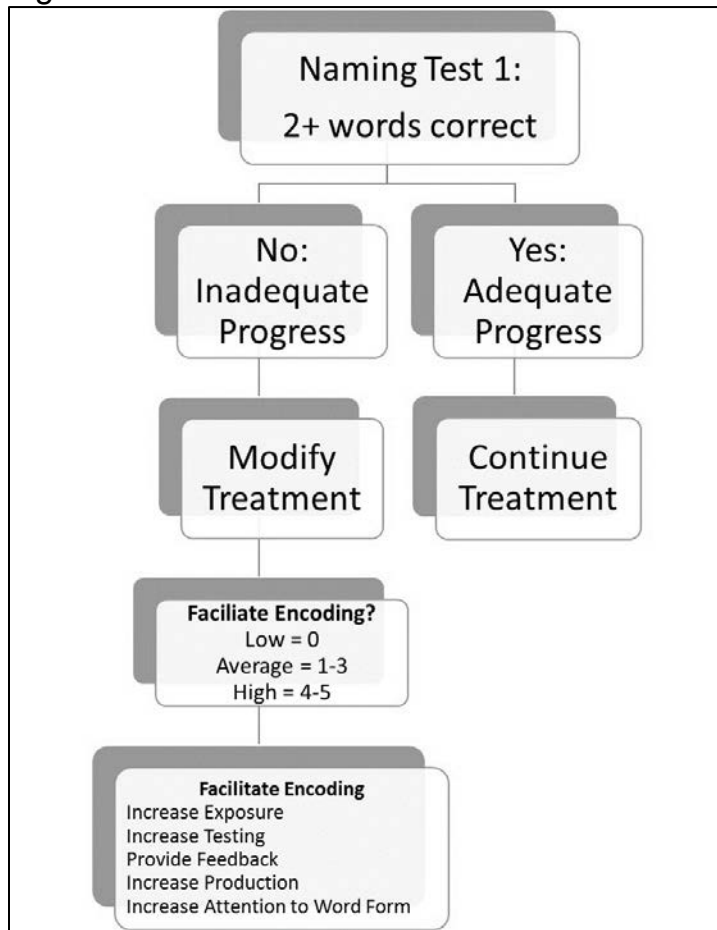 Naming Test 1:
2+ words correct
No:
Inadequate
Progress
Yes:
Adequate
Progress
Modify
Treatment
Continue
Treatment
Faciliate Encoding?
Low = 0
Average = 1-3
High = 4-5
Facilitate Encoding
Increase Exposure
Increase Testing
Provide Feedback
Increase Production
Increase Attention to Word Form